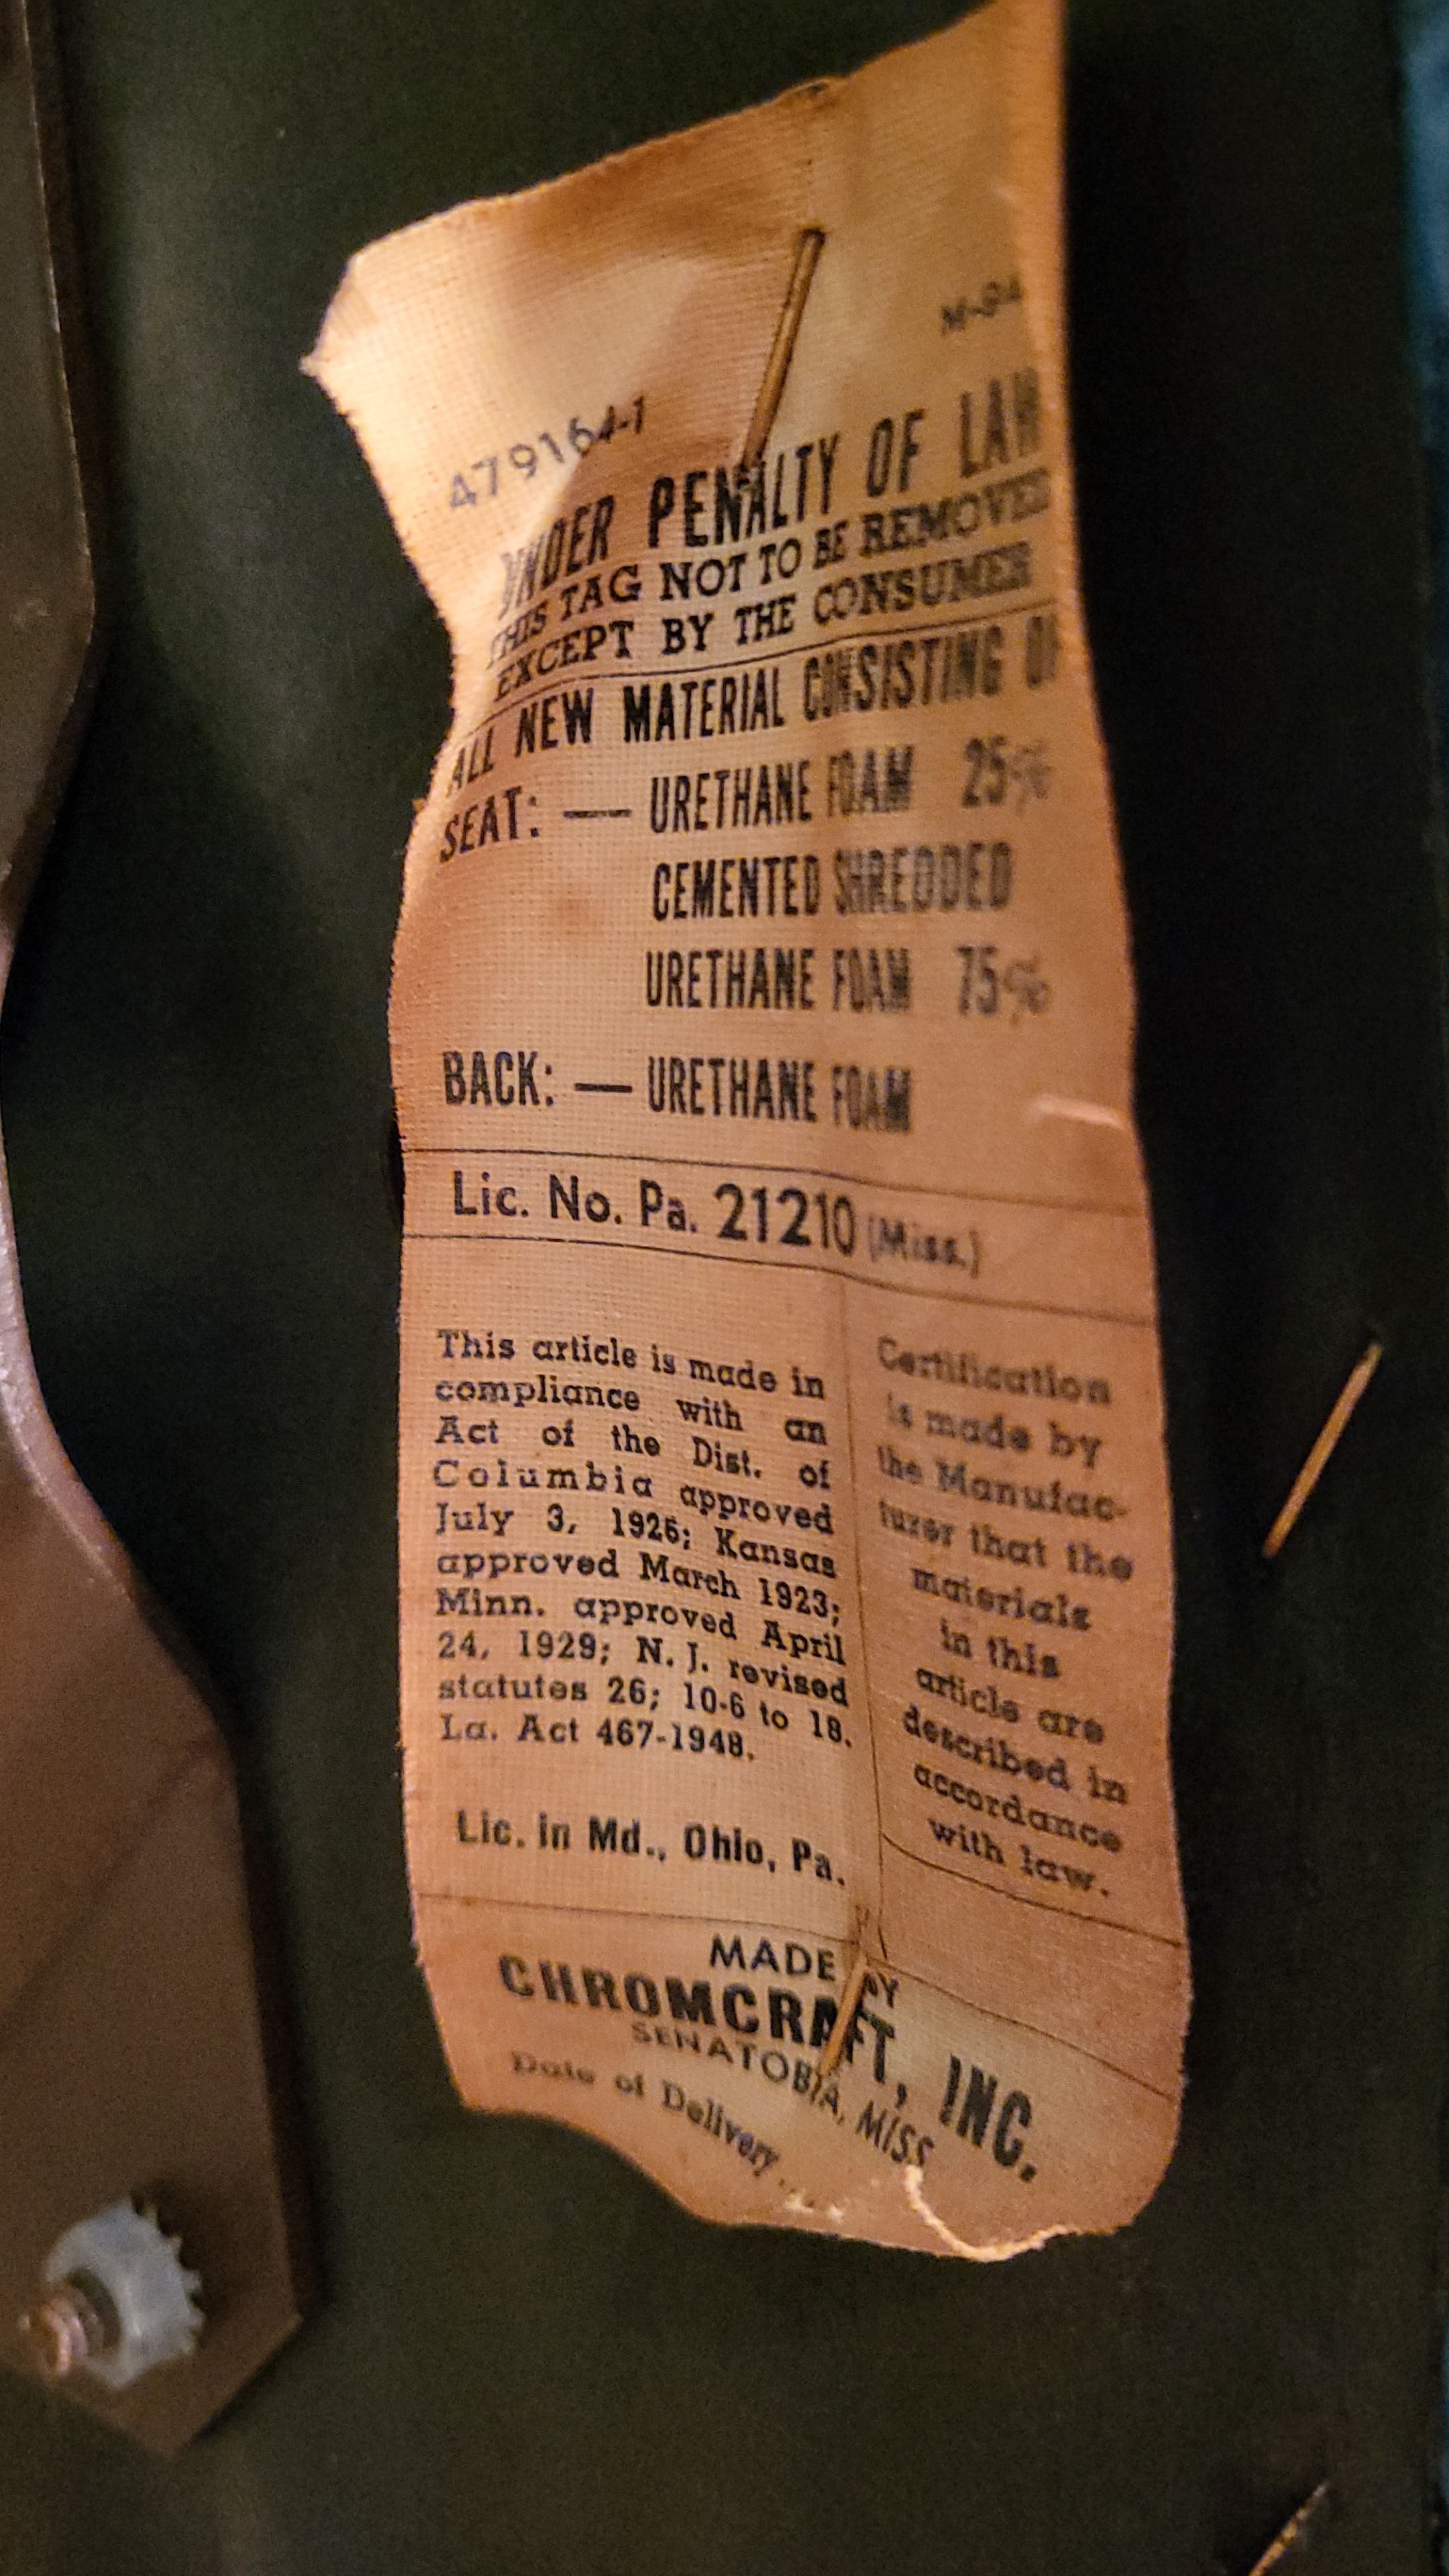 M-94
479164-1
UNDER PENALTY OF LAW
THIS TAG NOT TO BE REMOVED
EXCEPT BY THE CONSUMER
ALL NEW MATERIAL CONSISTING OF
SEAT: — URETHANE FOAM 25%
CEMENTED SHREDDED
URETHANE FOAM 75%
BACK: — URETHANE FOAM
Lic. No. Pa. 21210 (Miss.)
This article is made in
compliance with an
Act of the Dist. of
Columbia approved
July 3, 1926; Kansas
approved March 1923;
Minn. approved April
24, 1929; N. J. revised
statutes 26; 10-6 to 18.
La. Act 467-1948.
Lic. in Md., Ohio, Pa.
Certification
is made by
the Manufac-
turer that the
materials
in this
article are
described in
accordance
with law.
MADE BY
CHROMCRAFT, INC.
SENATOBIA, MISS
Date of Delivery .....